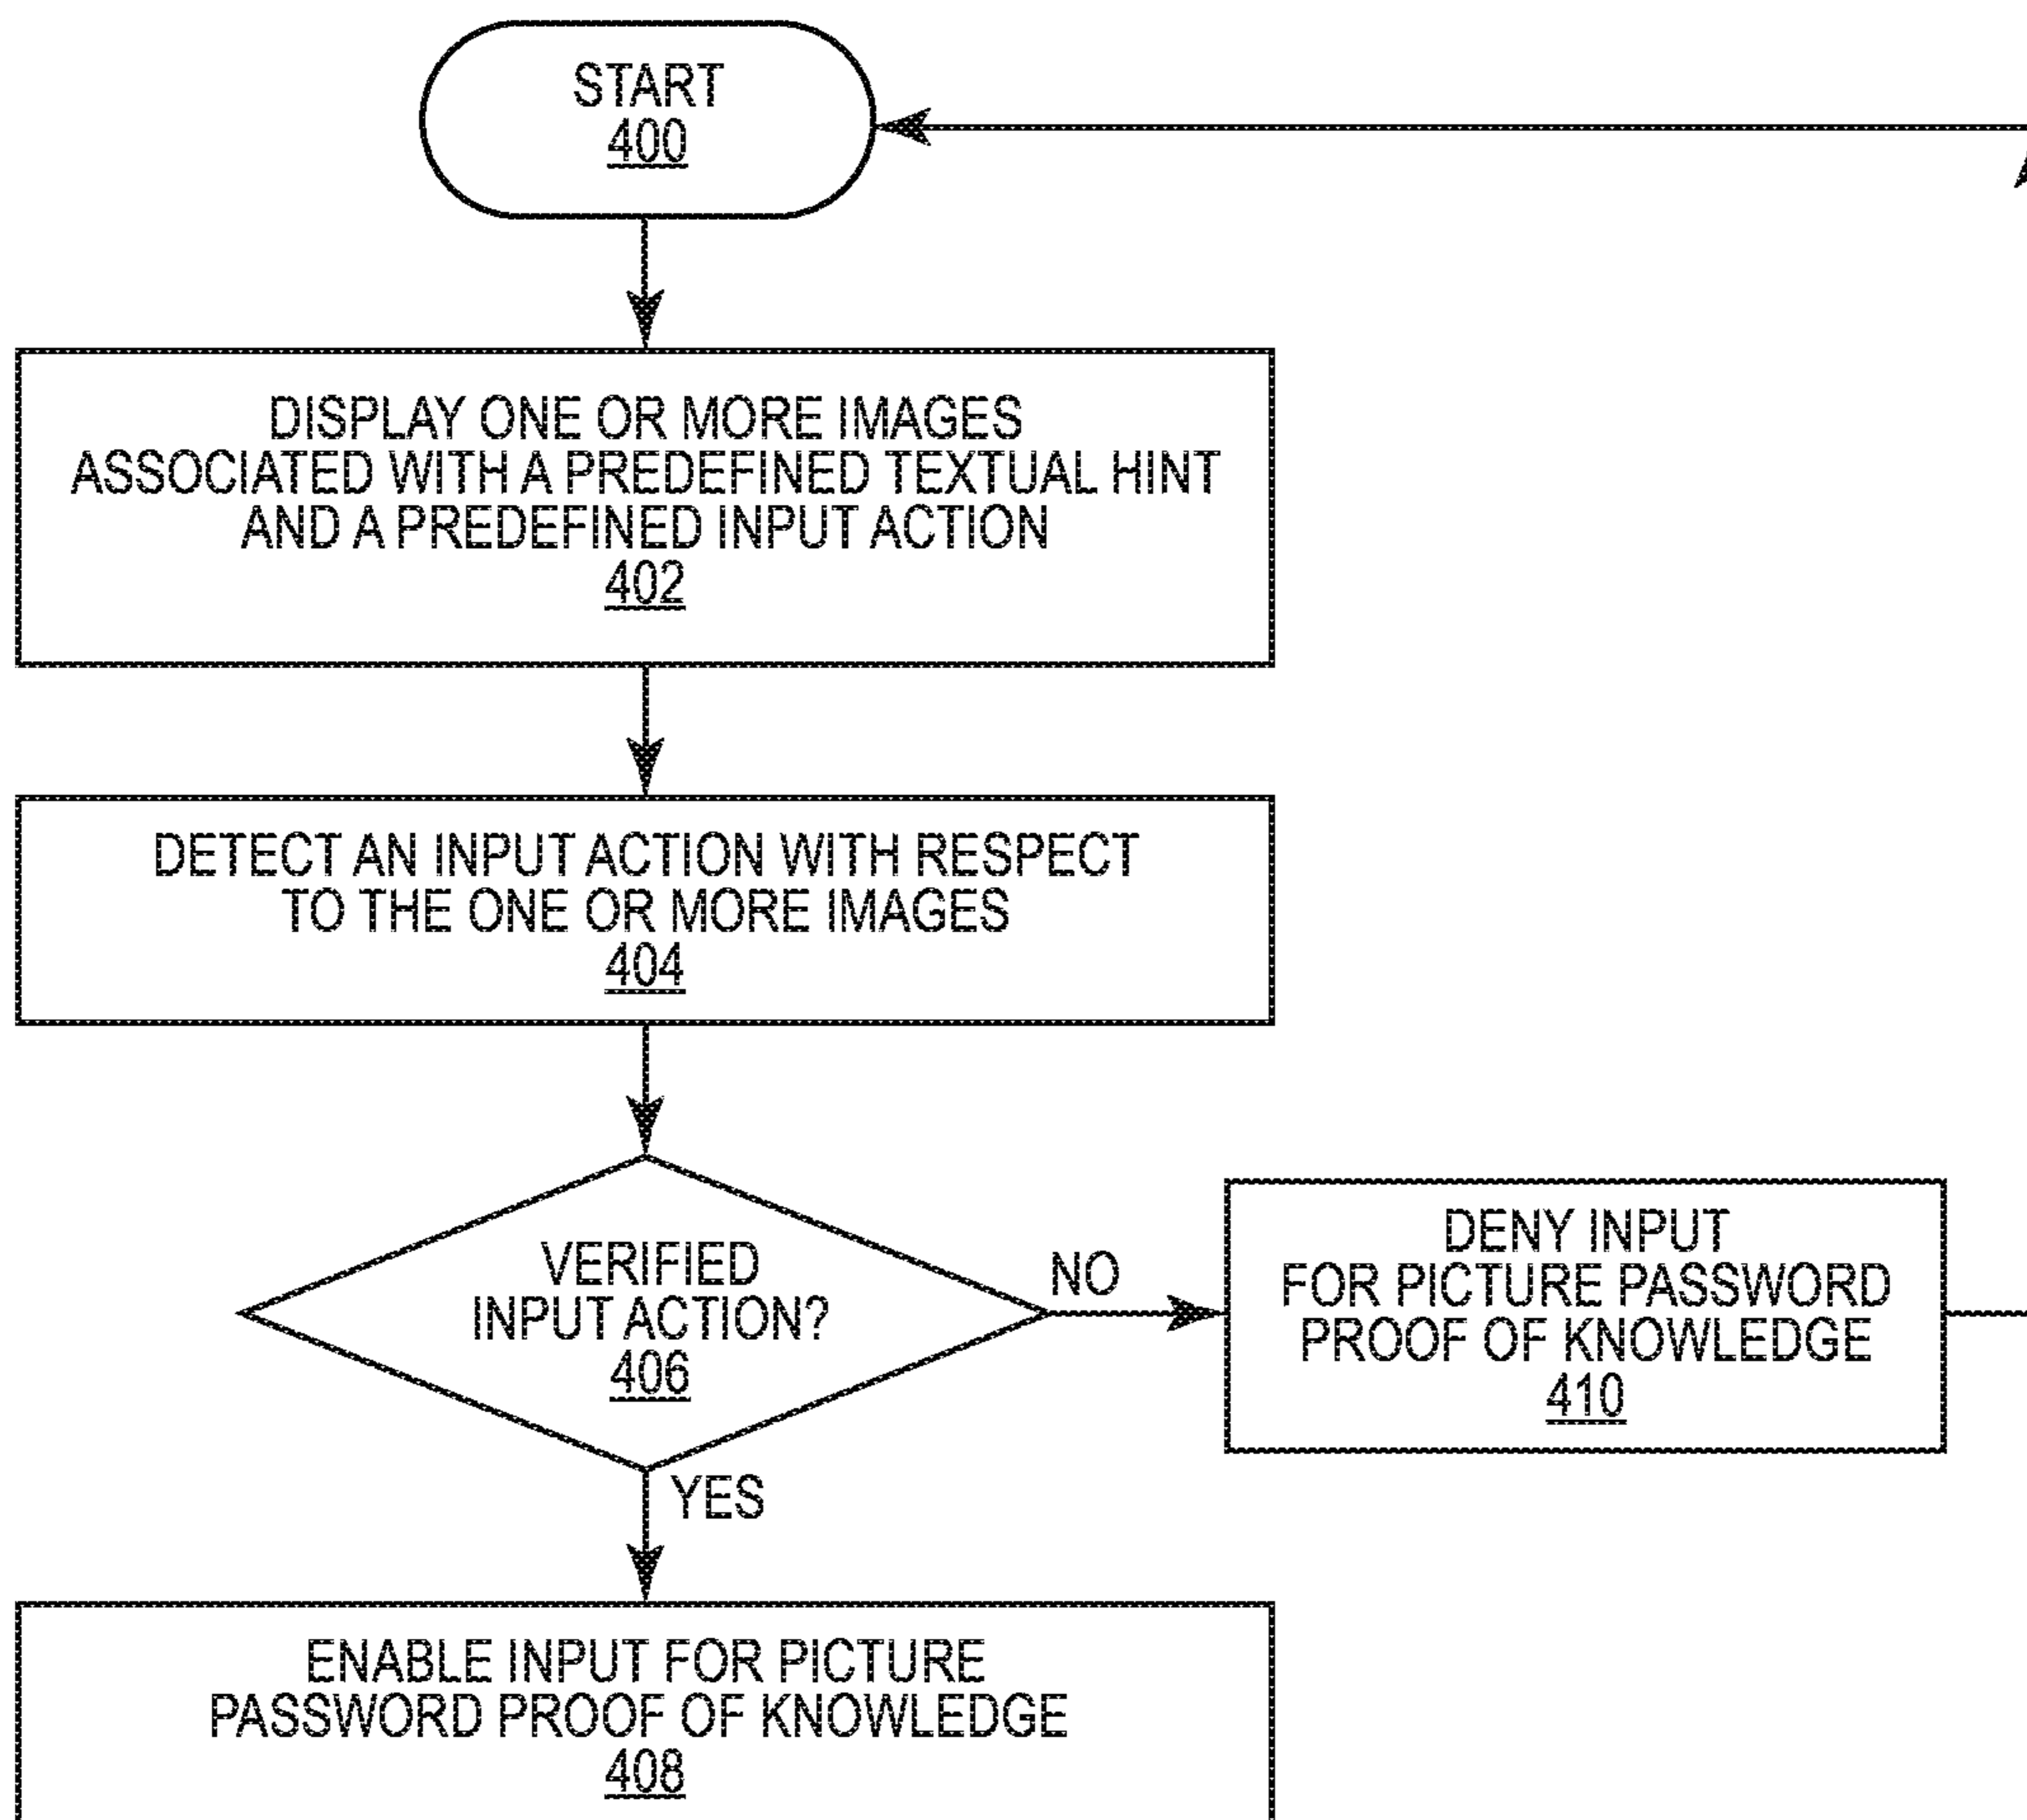 START
400
DISPLAY ONE OR MORE IMAGES
ASSOCIATED WITH A PREDEFINED TEXTUAL HINT
AND A PREDEFINED INPUT ACTION
402
DETECT AN INPUT ACTION WITH RESPECT
TO THE ONE OR MORE IMAGES
404
VERIFIED
INPUT ACTION?
406
NO
DENY INPUT
FOR PICTURE PASSWORD
PROOF OF KNOWLEDGE
410
YES
ENABLE INPUT FOR PICTURE
PASSWORD PROOF OF KNOWLEDGE
408